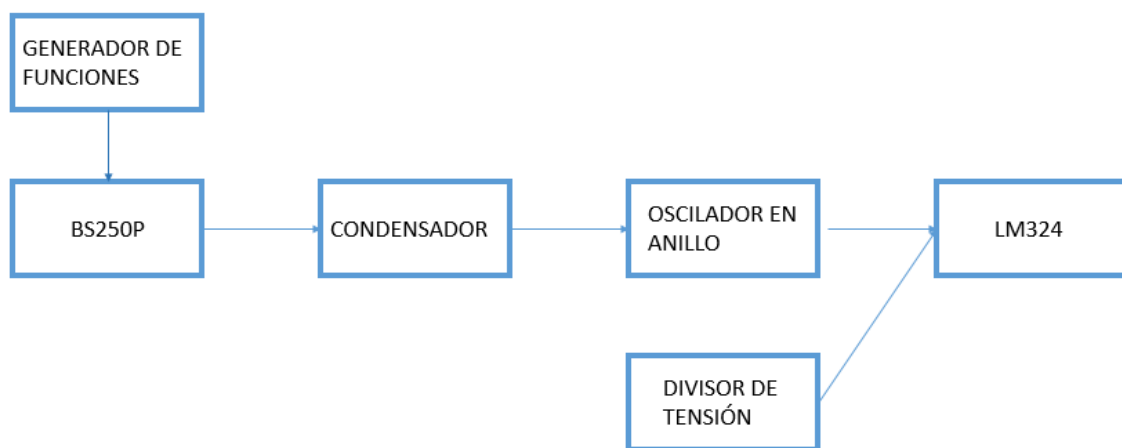 GENERADOR DE
FUNCIONES
BS250P
CONDENSADOR
OSCILADOR EN
ANILLO
LM324
DIVISOR DE
TENSIÓN